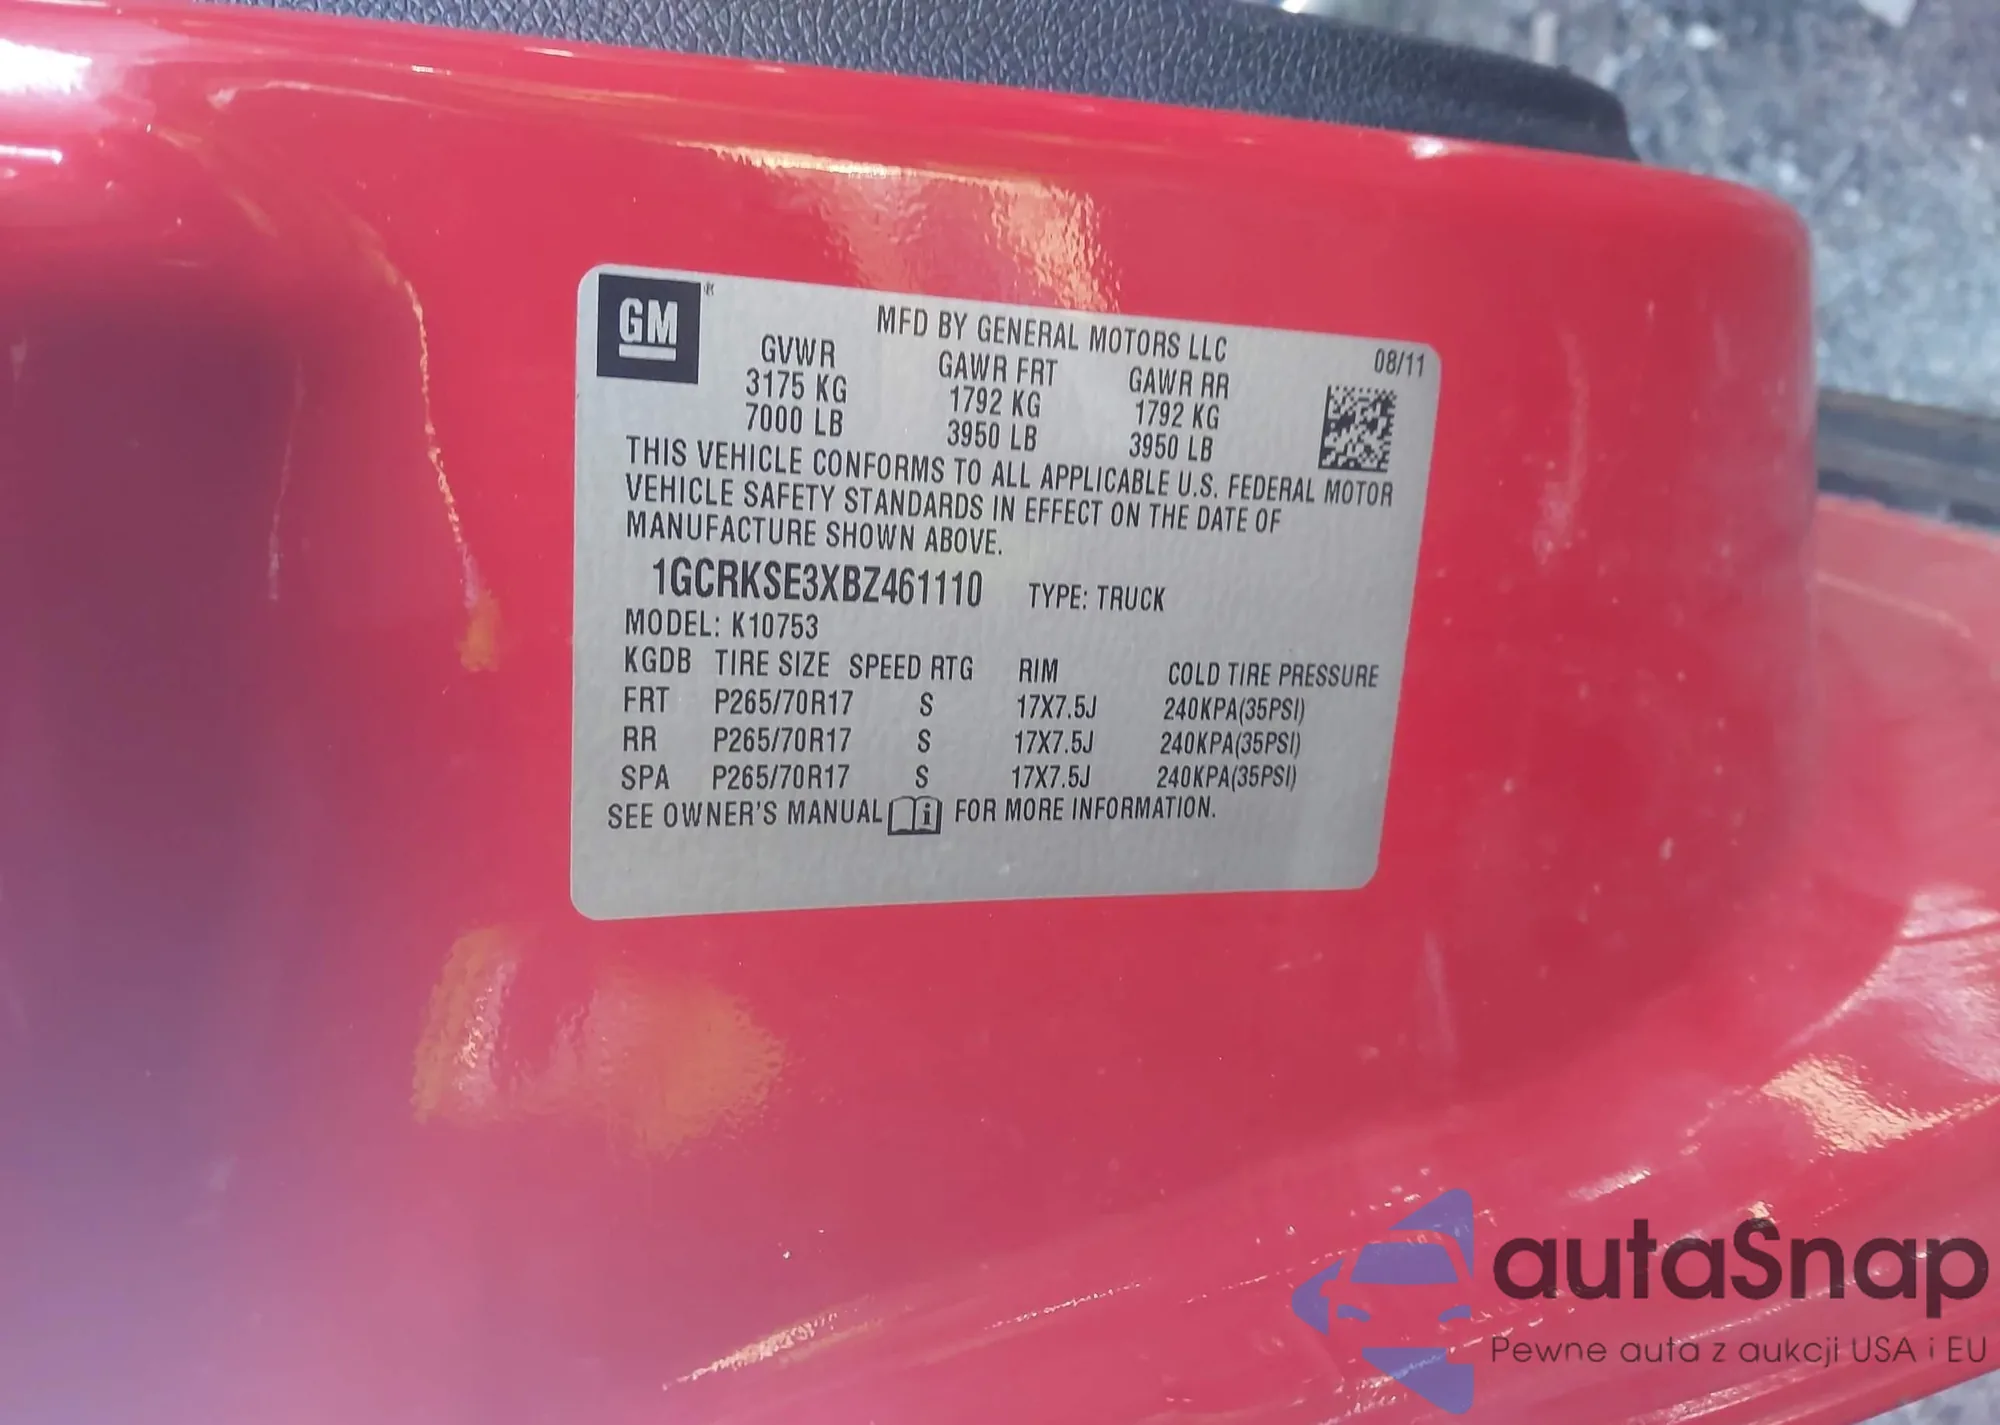 GM®
MFD BY GENERAL MOTORS LLC
08/11
GVWR GAWR FRT GAWR RR
3175 KG 1792 KG 1792 KG
7000 LB 3950 LB 3950 LB
THIS VEHICLE CONFORMS TO ALL APPLICABLE U.S. FEDERAL MOTOR
VEHICLE SAFETY STANDARDS IN EFFECT ON THE DATE OF
MANUFACTURE SHOWN ABOVE.
1GCRKSE3XBZ461110 TYPE: TRUCK
MODEL: K10753
KGDB TIRE SIZE SPEED RTG RIM COLD TIRE PRESSURE
FRT P265/70R17 S 17X7.5J 240KPA(35PSI)
RR P265/70R17 S 17X7.5J 240KPA(35PSI)
SPA P265/70R17 S 17X7.5J 240KPA(35PSI)
SEE OWNER'S MANUAL i FOR MORE INFORMATION.
autaSnap
Pewne auta z aukcji USA i EU